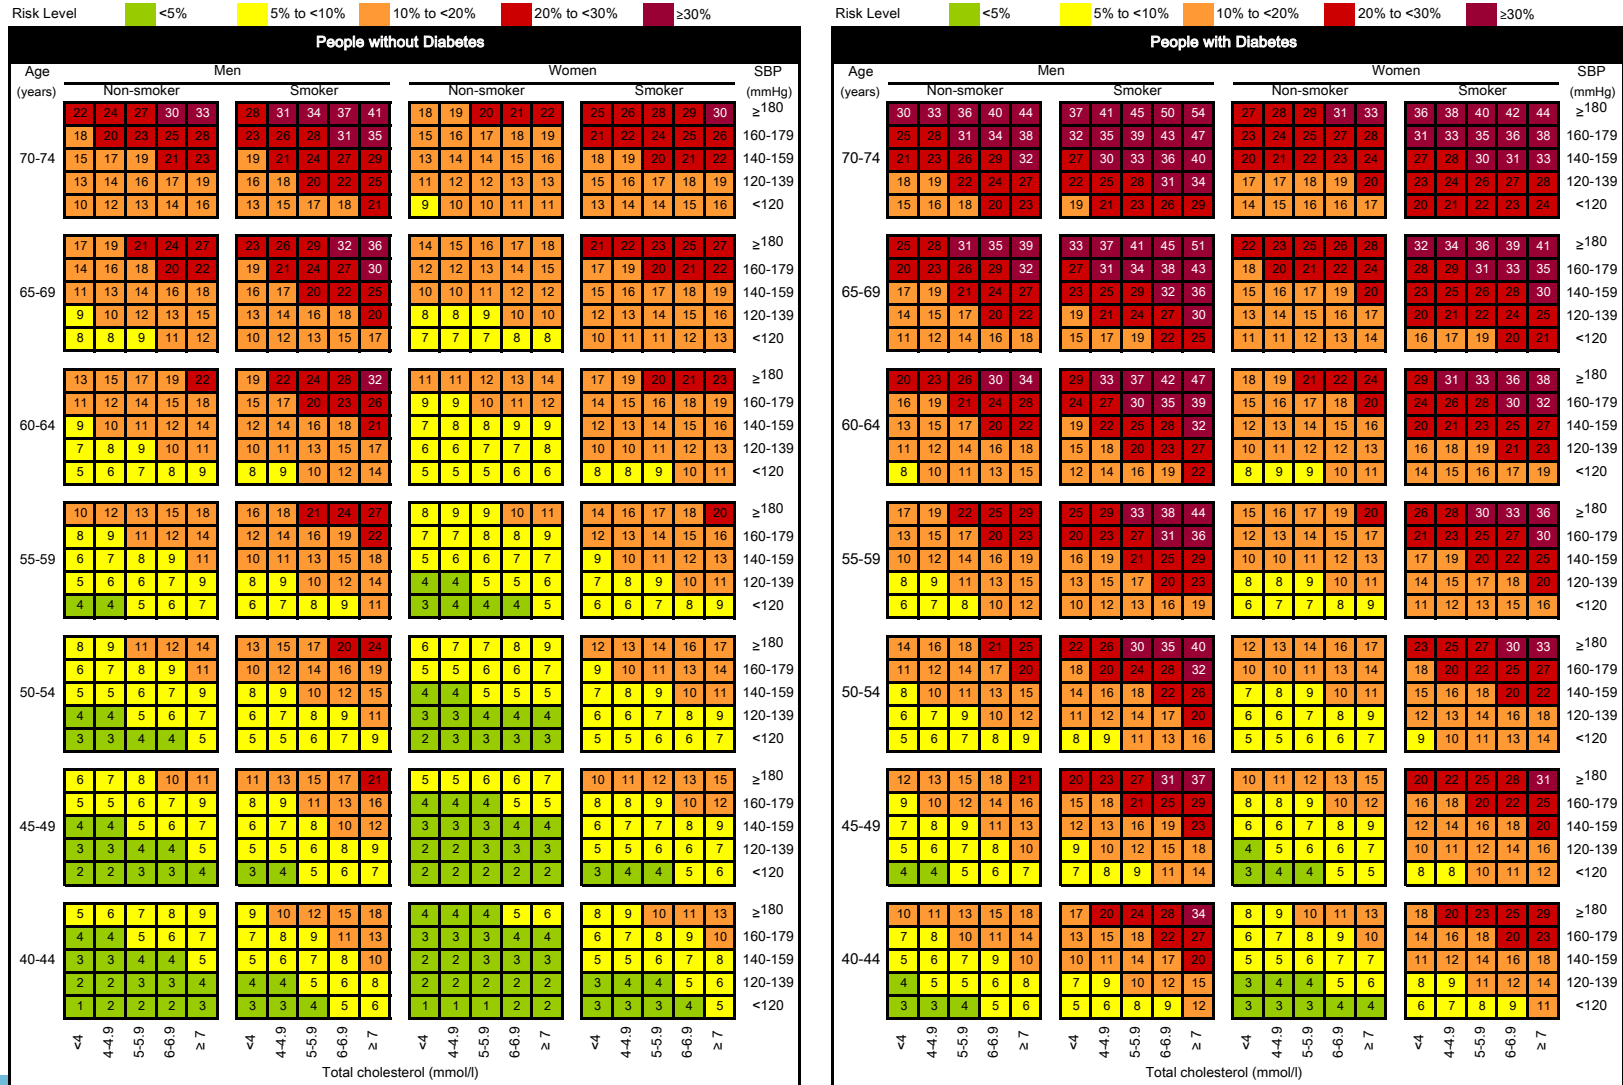 Risk Level <5% 5% to <10% 10% to <20% 20% to <30% ≥30%
People without Diabetes
Age Men Women SBP
(years) Non-smoker Smoker Non-smoker Smoker (mmHg)
22 24 27 30 33 28 31 34 37 41 18 19 20 21 22 25 26 28 29 30 ≥180
18 20 23 25 28 23 26 28 31 35 15 16 17 18 19 21 22 24 25 26 160-179
70-74 15 17 19 21 23 19 21 24 27 29 13 14 14 15 16 18 19 20 21 22 140-159
13 14 16 17 19 16 18 20 22 25 11 12 12 13 13 15 16 17 18 19 120-139
10 12 13 14 16 13 15 17 18 21 9 10 10 11 11 13 14 14 15 16 <120
17 19 21 24 27 23 26 29 32 36 14 15 16 17 18 21 22 23 25 27 ≥180
14 16 18 20 22 19 21 24 27 30 12 12 13 14 15 17 19 20 21 22 160-179
65-69 11 13 14 16 18 16 17 20 22 25 10 10 11 12 12 15 16 17 18 19 140-159
9 10 12 13 15 13 14 16 18 20 8 8 9 10 10 12 13 14 15 16 120-139
8 8 9 11 12 10 12 13 15 17 7 7 7 8 8 10 11 11 12 13 <120
13 15 17 19 22 19 22 24 28 32 11 11 12 13 14 17 19 20 21 23 ≥180
11 12 14 15 18 15 17 20 23 26 9 9 10 11 12 14 15 16 18 19 160-179
60-64 9 10 11 12 14 12 14 16 18 21 7 8 8 9 9 12 13 14 15 16 140-159
7 8 9 10 11 10 11 13 15 17 6 6 7 7 8 10 10 11 12 13 120-139
5 6 7 8 9 8 9 10 12 14 5 5 5 6 6 8 8 9 10 11 <120
10 12 13 15 18 16 18 21 24 27 8 9 9 10 11 14 16 17 18 20 ≥180
8 9 11 12 14 12 14 16 19 22 7 7 8 8 9 12 13 14 15 16 160-179
55-59 6 7 8 9 11 10 11 13 15 18 5 6 6 7 7 9 10 11 12 13 140-159
5 6 6 7 9 8 9 10 12 14 4 4 5 5 6 7 8 9 10 11 120-139
4 4 5 6 7 6 7 8 9 11 3 4 4 4 5 6 6 7 8 9 <120
8 9 11 12 14 13 15 17 20 24 6 7 7 8 9 12 13 14 16 17 ≥180
6 7 8 9 11 10 12 14 16 19 5 5 6 6 7 9 10 11 13 14 160-179
50-54 5 5 6 7 9 8 9 10 12 15 4 4 5 5 5 7 8 9 10 11 140-159
4 4 5 6 7 6 7 8 9 11 3 3 4 4 4 6 6 7 8 9 120-139
3 3 4 4 5 5 5 6 7 9 2 3 3 3 3 5 5 6 6 7 <120
6 7 8 10 11 11 13 15 17 21 5 5 6 6 7 10 11 12 13 15 ≥180
5 5 6 7 9 8 9 11 13 16 4 4 4 5 5 8 8 9 10 12 160-179
45-49 4 4 5 6 7 6 7 8 10 12 3 3 3 4 4 6 7 7 8 9 140-159
3 3 4 4 5 5 5 6 8 9 2 2 3 3 3 5 5 6 6 7 120-139
2 2 3 3 4 3 4 5 6 7 2 2 2 2 2 3 4 4 5 6 <120
5 6 7 8 9 9 10 12 15 18 4 4 4 5 6 8 9 10 11 13 ≥180
4 4 5 6 7 7 8 9 11 13 3 3 3 4 4 6 7 8 9 10 160-179
40-44 3 3 4 4 5 5 6 7 8 10 2 2 3 3 3 5 5 6 7 8 140-159
2 2 3 3 4 4 4 5 6 8 2 2 2 2 2 3 4 4 5 6 120-139
1 2 2 2 3 3 3 4 5 6 1 1 1 2 2 3 3 3 4 5 <120
<4 4-4.9 5-5.9 6-6.9 ≥ 7 <4 4-4.9 5-5.9 6-6.9 ≥ 7 <4 4-4.9 5-5.9 6-6.9 ≥ 7 <4 4-4.9 5-5.9 6-6.9 ≥ 7
Total cholesterol (mmol/l)
Risk Level <5% 5% to <10% 10% to <20% 20% to <30% ≥30%
People with Diabetes
Age Men Women SBP
(years) Non-smoker Smoker Non-smoker Smoker (mmHg)
30 33 36 40 44 37 41 45 50 54 27 28 29 31 33 36 38 40 42 44 ≥180
25 28 31 34 38 32 35 39 43 47 23 24 25 27 28 31 33 35 36 38 160-179
70-74 21 23 26 29 32 27 30 33 36 40 20 21 22 23 24 27 28 30 31 33 140-159
18 19 22 24 27 22 25 28 31 34 17 17 18 19 20 23 24 26 27 28 120-139
15 16 18 20 23 19 21 23 26 29 14 15 16 16 17 20 21 22 23 24 <120
25 28 31 35 39 33 37 41 45 51 22 23 25 26 28 32 34 36 39 41 ≥180
20 23 26 29 32 27 31 34 38 43 18 20 21 22 24 28 29 31 33 35 160-179
65-69 17 19 21 24 27 23 25 29 32 36 15 16 17 19 20 23 25 26 28 30 140-159
14 15 17 20 22 19 21 24 27 30 13 14 15 16 17 20 21 22 24 25 120-139
11 12 14 16 18 15 17 19 22 25 11 12 12 13 14 16 17 19 20 21 <120
20 23 26 30 34 29 33 37 42 47 18 19 21 22 24 29 31 33 36 38 ≥180
16 19 21 24 28 24 27 30 35 39 15 16 17 18 20 24 26 28 30 32 160-179
60-64 13 15 17 20 22 19 22 25 28 32 12 13 14 15 16 20 21 23 25 27 140-159
11 12 14 16 18 15 18 20 23 27 10 11 12 12 13 16 18 19 21 23 120-139
8 10 11 13 15 12 14 16 19 22 8 9 9 10 11 14 15 16 17 19 <120
17 19 22 25 29 25 29 33 38 44 15 16 17 19 20 26 28 30 33 36 ≥180
13 15 17 20 23 20 23 27 31 36 12 13 14 15 17 21 23 25 27 30 160-179
55-59 10 12 14 16 19 16 19 21 25 29 10 10 11 12 13 17 19 20 22 25 140-159
8 9 11 13 15 13 15 17 20 23 8 8 9 10 11 14 15 17 18 20 120-139
6 7 8 10 12 10 12 13 16 19 6 7 7 8 9 11 12 13 15 16 <120
14 16 18 21 25 22 26 30 35 40 12 13 14 16 17 23 25 27 30 33 ≥180
11 12 14 17 20 18 20 24 28 32 10 10 11 13 14 18 20 22 25 27 160-179
50-54 8 10 11 13 15 14 16 18 22 26 7 8 9 10 11 15 16 18 20 22 140-159
6 7 9 10 12 11 12 14 17 20 6 6 7 8 9 12 13 14 16 18 120-139
5 6 7 8 9 8 9 11 13 16 5 5 6 6 7 9 10 11 13 14 <120
12 13 15 18 21 20 23 27 31 37 10 11 12 13 15 20 22 25 28 31 ≥180
9 10 12 14 16 15 18 21 25 29 8 8 9 10 12 16 18 20 22 25 160-179
45-49 7 8 9 11 13 12 13 16 19 23 6 6 7 8 9 12 14 16 18 20 140-159
5 6 7 8 10 9 10 12 15 18 4 5 6 6 7 10 11 12 14 16 120-139
4 4 5 6 7 7 8 9 11 14 3 4 4 5 5 8 8 10 11 12 <120
10 11 13 15 18 17 20 24 28 34 8 9 10 11 13 18 20 23 25 29 ≥180
7 8 10 11 14 13 15 18 22 27 6 7 8 9 10 14 16 18 20 23 160-179
40-44 5 6 7 9 10 10 11 14 17 20 5 5 6 7 7 11 12 14 16 18 140-159
4 5 5 6 8 7 9 10 12 15 3 4 4 5 6 8 9 11 12 14 120-139
3 3 4 5 6 5 6 8 9 12 3 3 3 4 4 6 7 8 9 11 <120
<4 4-4.9 5-5.9 6-6.9 ≥ 7 <4 4-4.9 5-5.9 6-6.9 ≥ 7 <4 4-4.9 5-5.9 6-6.9 ≥ 7 <4 4-4.9 5-5.9 6-6.9 ≥ 7
Total cholesterol (mmol/l)